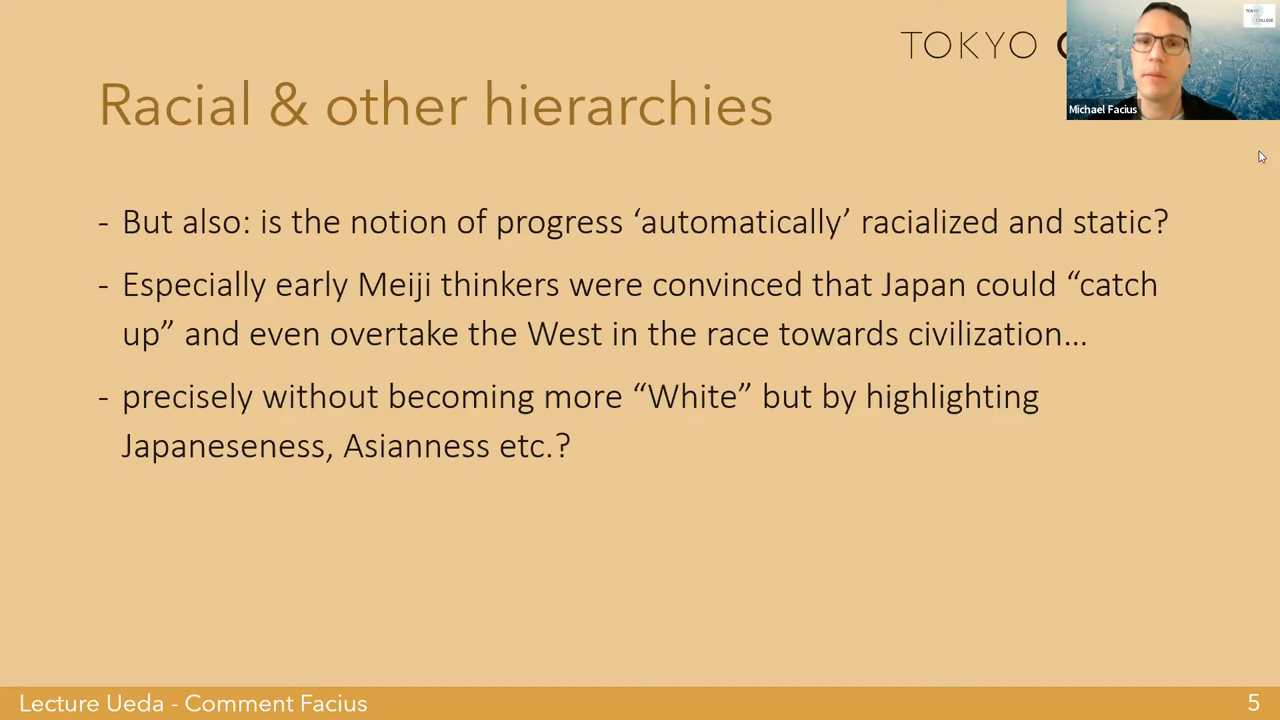 TOKYO
TOKYO
COLLEGE
Michael Facius
Racial & other hierarchies
- But also: is the notion of progress ‘automatically’ racialized and static?
- Especially early Meiji thinkers were convinced that Japan could “catch
up” and even overtake the West in the race towards civilization…
- precisely without becoming more “White” but by highlighting
Japaneseness, Asianness etc.?
Lecture Ueda - Comment Facius
5